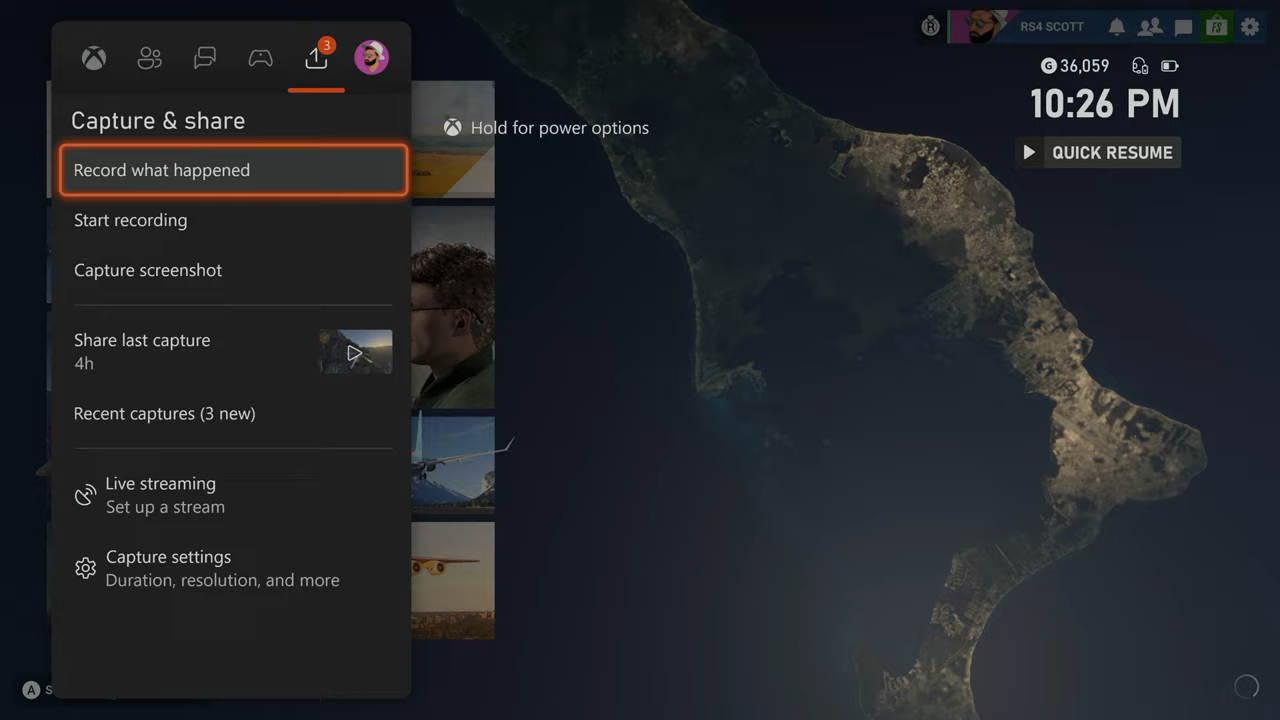 3
Capture & share
Record what happened
Start recording
Capture screenshot
Share last capture
4h
Recent captures (3 new)
Live streaming
Set up a stream
Capture settings
Duration, resolution, and more
Hold for power options
RS4 SCOTT
FS
G 36,059
10:26 PM
QUICK RESUME
A S